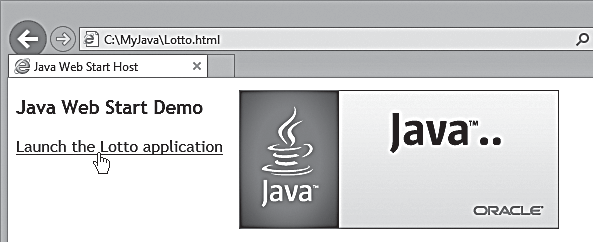 C:\MyJava\Lotto.html
Java Web Start Host
Java Web Start Demo
Launch the Lotto application
Java™
Java™..
ORACLE®